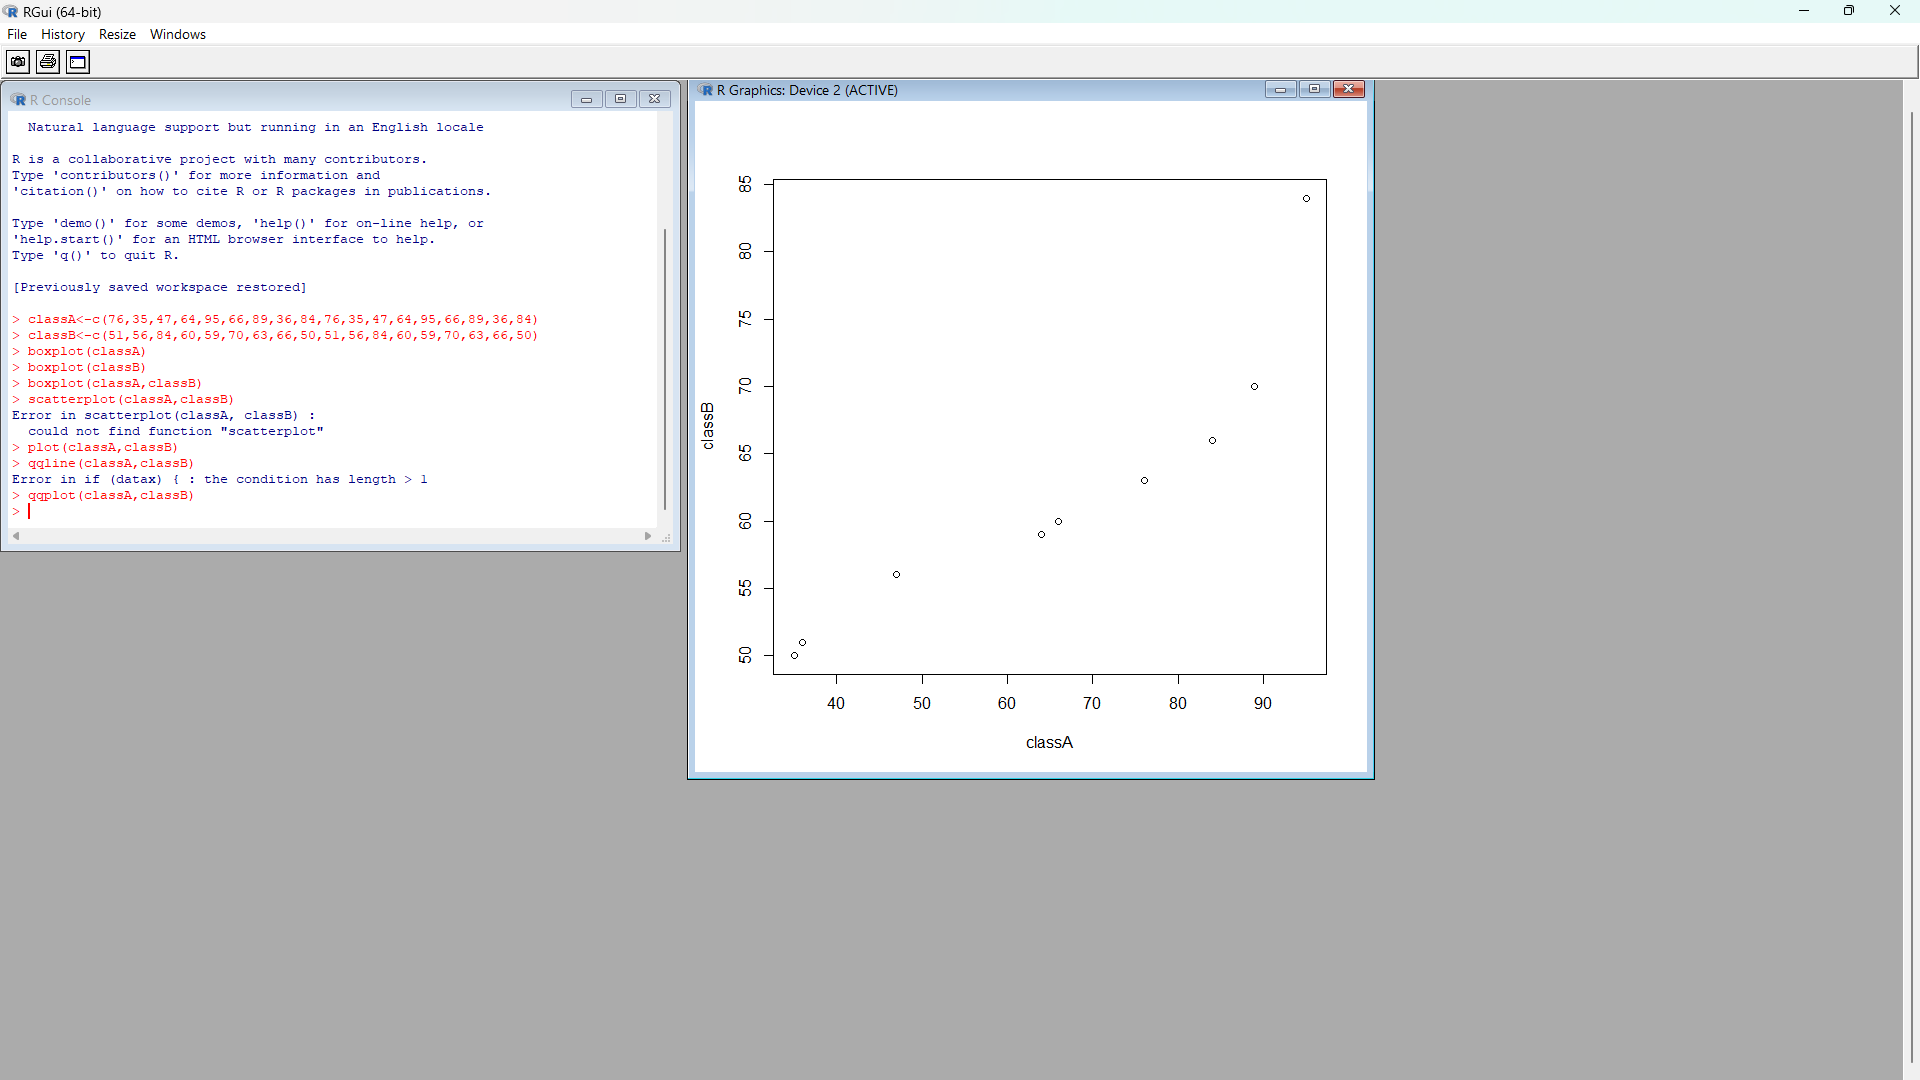 RGui (64-bit)
File History Resize Windows
R Console
Natural language support but running in an English locale
R is a collaborative project with many contributors.
Type 'contributors()' for more information and
'citation()' on how to cite R or R packages in publications.
Type 'demo()' for some demos, 'help()' for on-line help, or
'help.start()' for an HTML browser interface to help.
Type 'q()' to quit R.
[Previously saved workspace restored]
> classA<-c(76,35,47,64,95,66,89,36,84,76,35,47,64,95,66,89,36,84)
> classB<-c(51,56,84,60,59,70,63,66,50,51,56,84,60,59,70,63,66,50)
> boxplot(classA)
> boxplot(classB)
> boxplot(classA,classB)
> scatterplot(classA,classB)
Error in scatterplot(classA, classB) :
could not find function "scatterplot"
> plot(classA,classB)
> qqline(classA,classB)
Error in if (datax) { : the condition has length > 1
> qqplot(classA,classB)
>
R Graphics: Device 2 (ACTIVE)
85
80
75
70
65
60
55
50
classB
40 50 60 70 80 90
classA